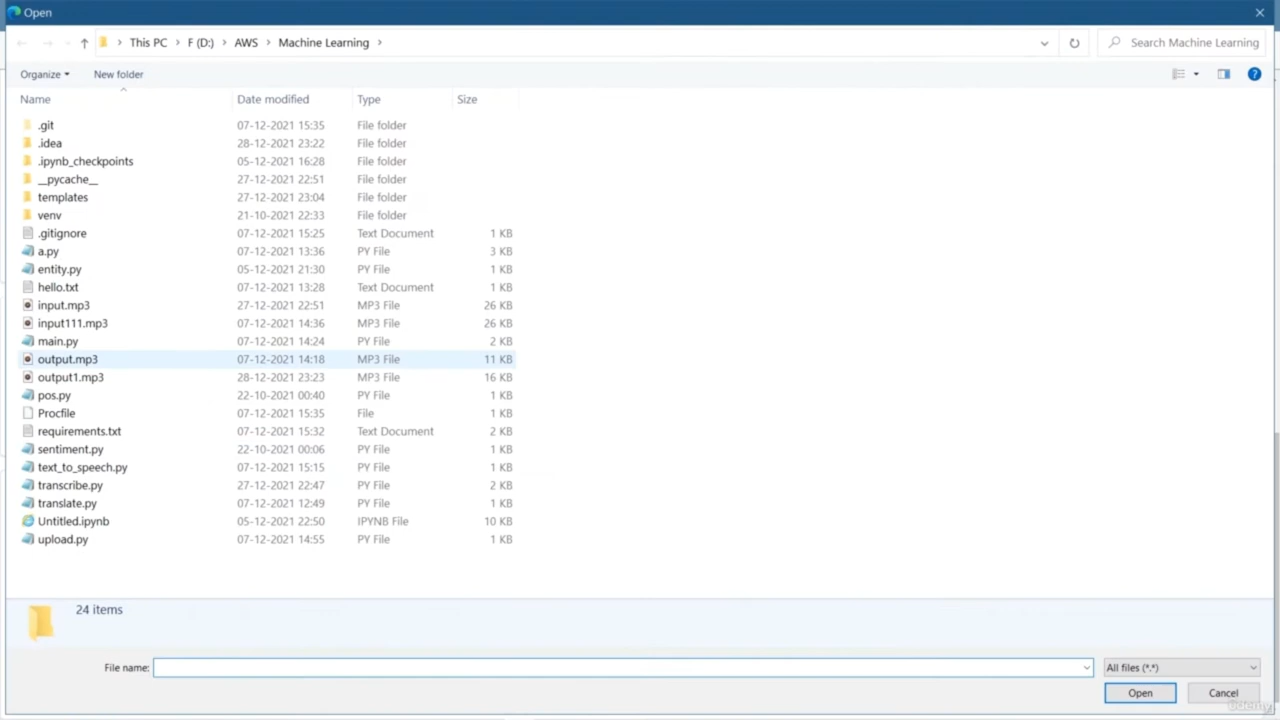 Open
This PC > F (D:) > AWS > Machine Learning >
Search Machine Learning
Organize
New folder
Name Date modified Type Size
.git 07-12-2021 15:35 File folder
.idea 28-12-2021 23:22 File folder
.ipynb_checkpoints 05-12-2021 16:28 File folder
__pycache__ 27-12-2021 22:51 File folder
templates 27-12-2021 23:04 File folder
venv 21-10-2021 22:33 File folder
.gitignore 07-12-2021 15:25 Text Document 1 KB
a.py 07-12-2021 13:36 PY File 3 KB
entity.py 05-12-2021 21:30 PY File 1 KB
hello.txt 07-12-2021 13:28 Text Document 1 KB
input.mp3 27-12-2021 22:51 MP3 File 26 KB
input111.mp3 07-12-2021 14:36 MP3 File 26 KB
main.py 07-12-2021 14:24 PY File 2 KB
output.mp3 07-12-2021 14:18 MP3 File 11 KB
output1.mp3 28-12-2021 23:23 MP3 File 16 KB
pos.py 22-10-2021 00:40 PY File 1 KB
Procfile 07-12-2021 15:35 File 1 KB
requirements.txt 07-12-2021 15:32 Text Document 2 KB
sentiment.py 22-10-2021 00:06 PY File 1 KB
text_to_speech.py 07-12-2021 15:15 PY File 1 KB
transcribe.py 27-12-2021 22:47 PY File 2 KB
translate.py 07-12-2021 12:49 PY File 1 KB
Untitled.ipynb 05-12-2021 22:50 IPYNB File 10 KB
upload.py 07-12-2021 14:55 PY File 1 KB
24 items
File name:
All files (*.*)
Open
Cancel
Udemy